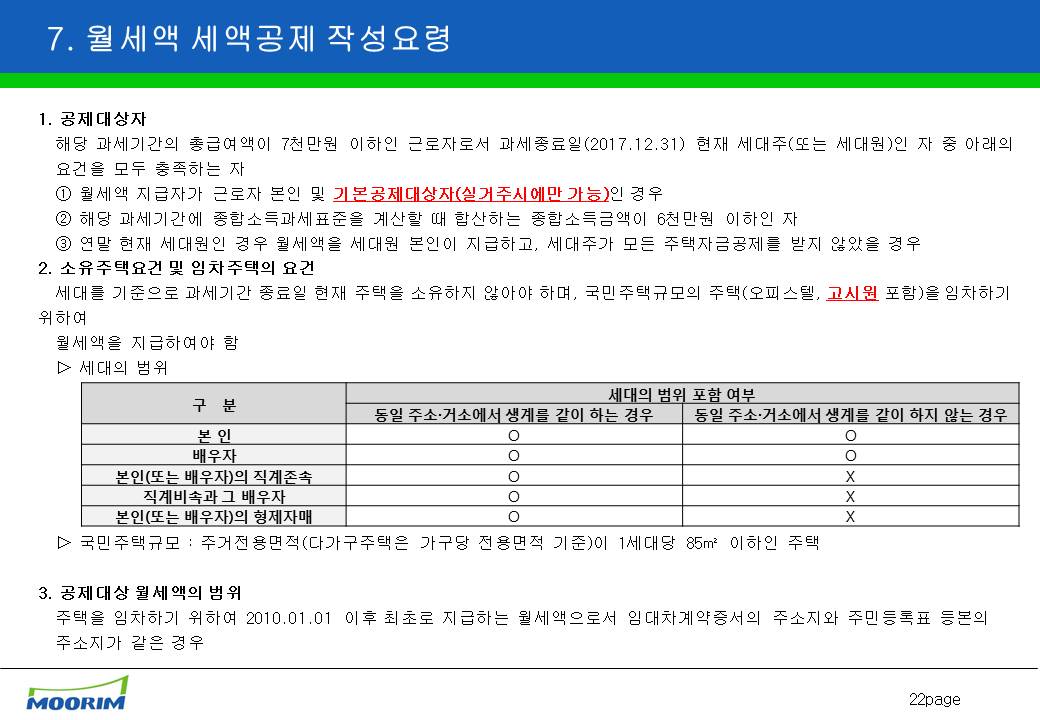 7. 월세액 세액공제 작성요령
1. 공제대상자
해당 과세기간의 총급여액이 7천만원 이하인 근로자로서 과세종료일(2017.12.31) 현재 세대주(또는 세대원)인 자 중 아래의
요건을 모두 충족하는 자
① 월세액 지급자가 근로자 본인 및 기본공제대상자(실거주시에만 가능)인 경우
② 해당 과세기간에 종합소득과세표준을 계산할 때 합산하는 종합소득금액이 6천만원 이하인 자
③ 연말 현재 세대원인 경우 월세액을 세대원 본인이 지급하고, 세대주가 모든 주택자금공제를 받지 않았을 경우
2. 소유주택요건 및 임차주택의 요건
세대를 기준으로 과세기간 종료일 현재 주택을 소유하지 않아야 하며, 국민주택규모의 주택(오피스텔, 고시원 포함)을 임차하기
위하여
월세액을 지급하여야 함
▷ 세대의 범위
구 분 세대의 범위 포함 여부
동일 주소·거소에서 생계를 같이 하는 경우 동일 주소·거소에서 생계를 같이 하지 않는 경우
본 인 O O
배우자 O O
본인(또는 배우자)의 직계존속 O X
직계비속과 그 배우자 O X
본인(또는 배우자)의 형제자매 O X
▷ 국민주택규모 : 주거전용면적(다가구주택은 가구당 전용면적 기준)이 1세대당 85㎡ 이하인 주택
3. 공제대상 월세액의 범위
주택을 임차하기 위하여 2010.01.01 이후 최초로 지급하는 월세액으로서 임대차계약증서의 주소지와 주민등록표 등본의
주소지가 같은 경우
MOORIM
22page